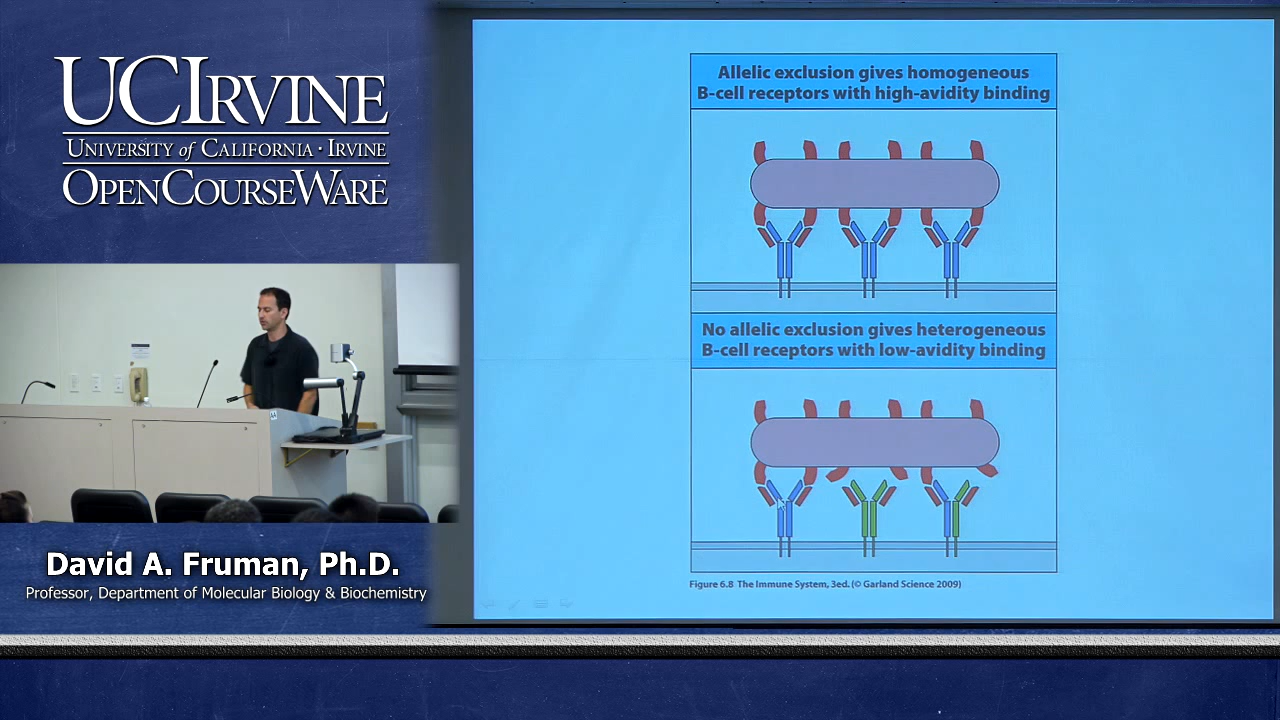 UCIRVINE
UNIVERSITY of CALIFORNIA · IRVINE
OPENCOURSEWARE
David A. Fruman, Ph.D.
Professor, Department of Molecular Biology & Biochemistry
Allelic exclusion gives homogeneous
B-cell receptors with high-avidity binding
No allelic exclusion gives heterogeneous
B-cell receptors with low-avidity binding
Figure 6.8 The Immune System, 3ed. (© Garland Science 2009)